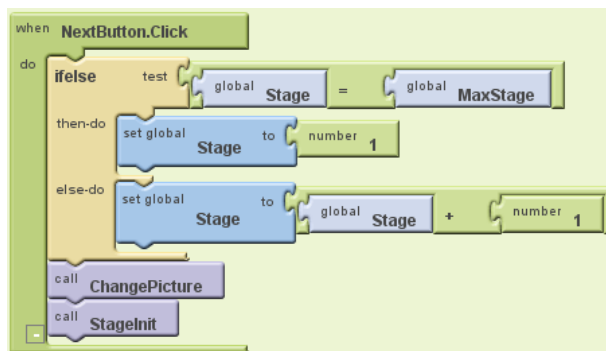 when NextButton.Click
do ifelse test global Stage = global MaxStage
then-do set global Stage to number 1
else-do set global Stage to global Stage + number 1
call ChangePicture
call StageInit
-